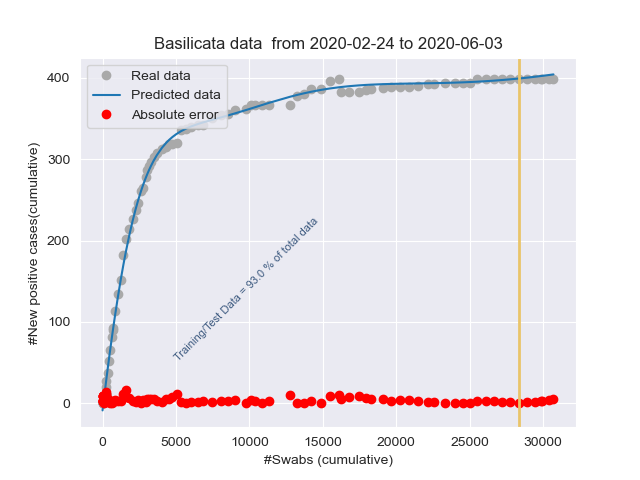 Basilicata data  from 2020-02-24 to 2020-06-03
Real data
Predicted data
Absolute error
Training/Test Data = 93.0 % of total data
#New positive cases(cumulative)
400
300
200
100
0
0
5000
10000
15000
20000
25000
30000
#Swabs (cumulative)